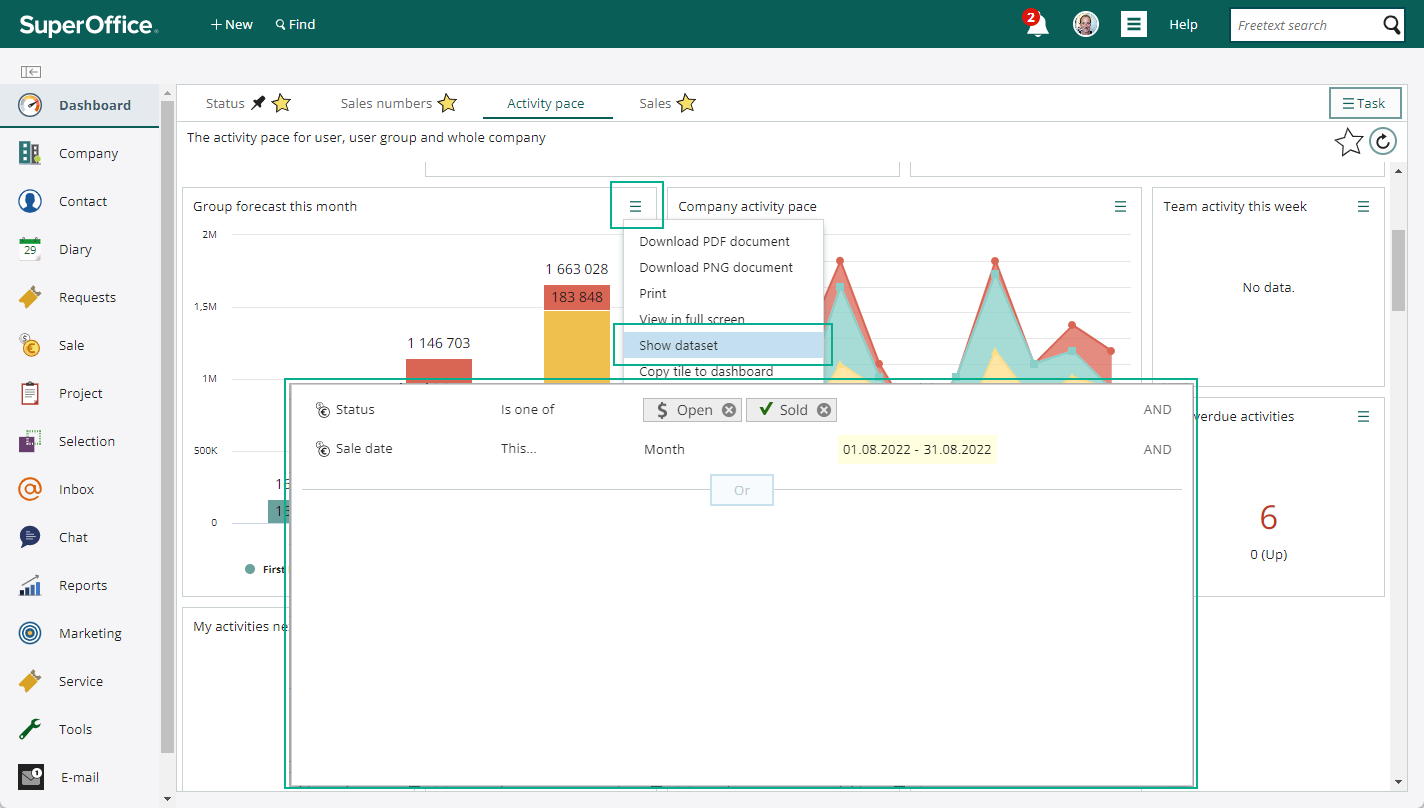 SuperOffice
+ New
Find
2
Help
Freetext search
Dashboard
Company
Contact
29
Diary
Requests
Sale
Project
Selection
Inbox
Chat
Reports
Marketing
Service
Tools
1
E-mail
Status
Sales numbers
Activity pace
Sales
Task
The activity pace for user, user group and whole company
Group forecast this month
2M
1,5M
1M
500K
0
1 146 703
1 663 028
183 848
First
Download PDF document
Download PNG document
Print
View in full screen
Show dataset
Copy tile to dashboard
Company activity pace
Team activity this week
No data.
verdue activities
6
0 (Up)
Status
Is one of
$ Open
Sold
AND
Sale date
This...
Month
01.08.2022 - 31.08.2022
AND
Or
My activities ne